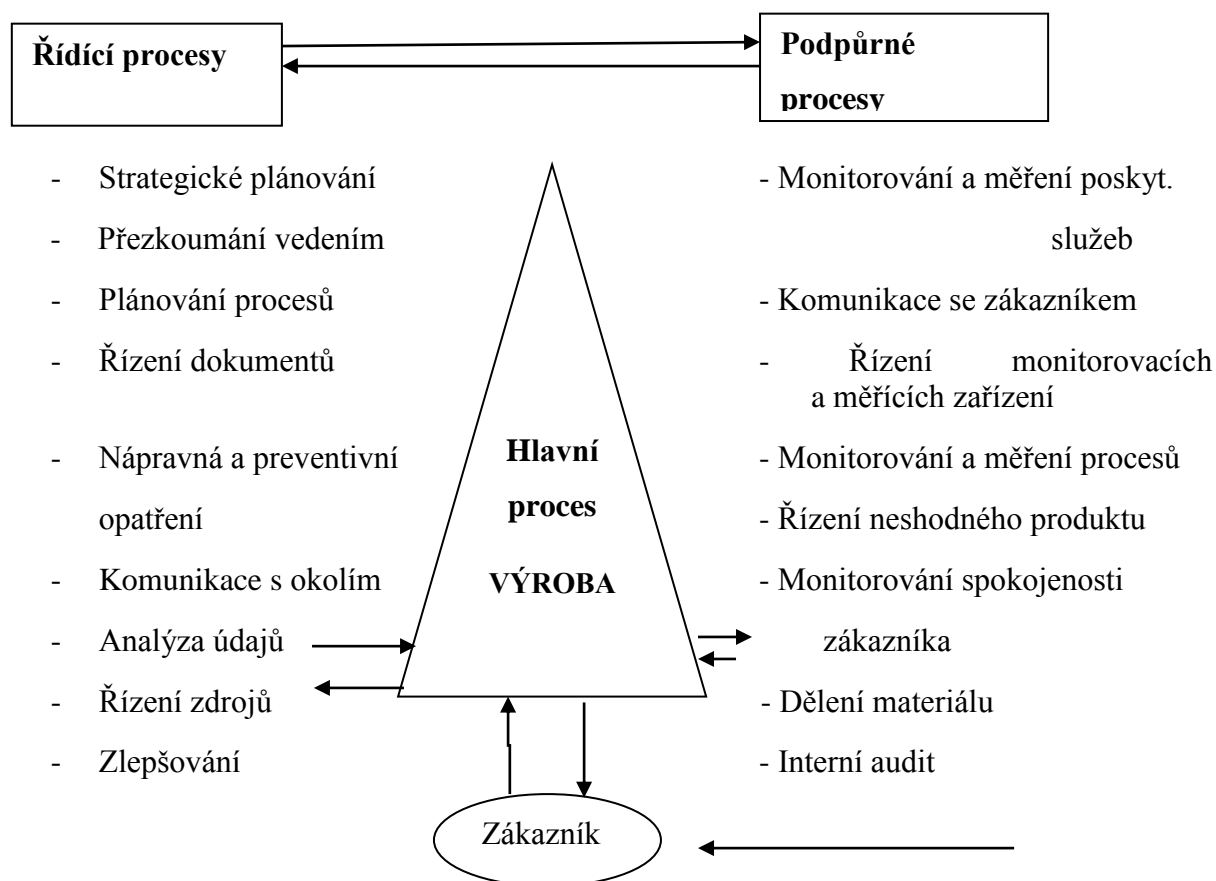 Řídící procesy
Podpůrné
procesy
- Strategické plánování
- Přezkoumání vedením
- Plánování procesů
- Řízení dokumentů
- Nápravná a preventivní
opatření
- Komunikace s okolím
- Analýza údajů
- Řízení zdrojů
- Zlepšování
Hlavní
proces
VÝROBA
- Monitorování a měření poskyt.
služeb
- Komunikace se zákazníkem
- Řízení monitorovacích
a měřících zařízení
- Monitorování a měření procesů
- Řízení neshodného produktu
- Monitorování spokojenosti
zákazníka
- Dělení materiálu
- Interní audit
Zákazník